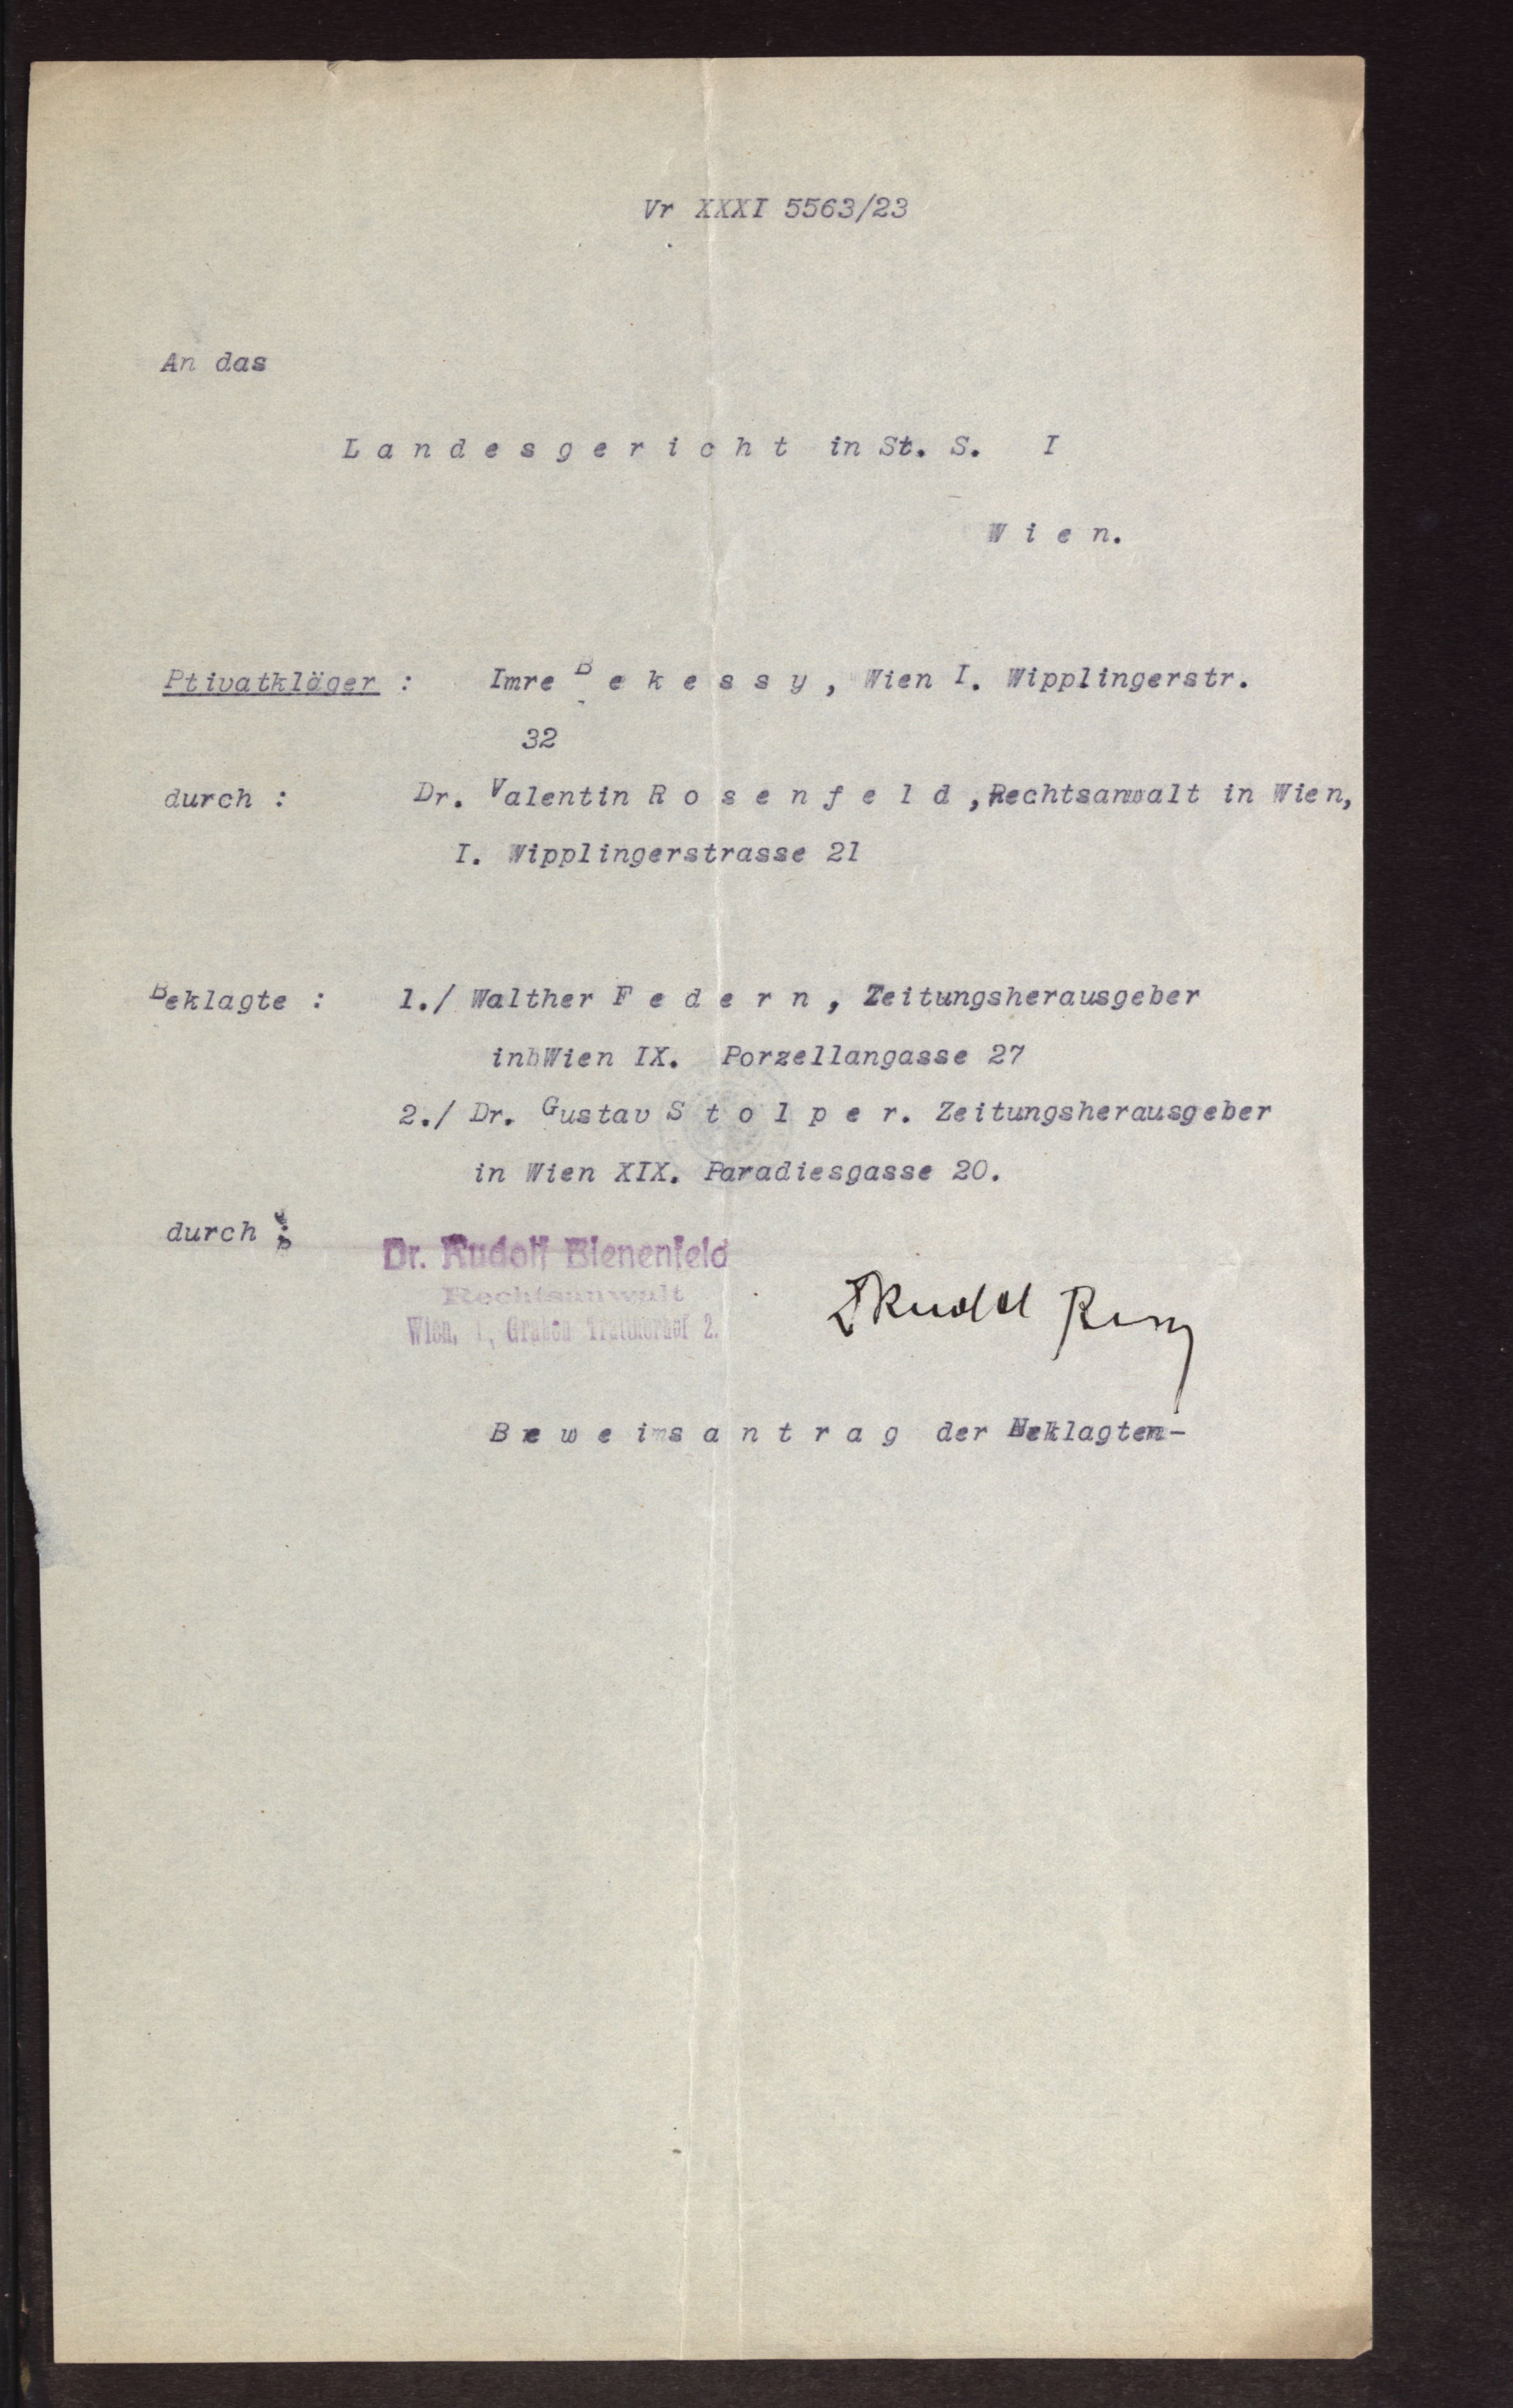 Vr XXXI 5563/23
An das
Landesgericht in St. S. I
Wien.
Ptivatkläger : Imre Bekessy, Wien I. Wipplingerstr.
32
durch : Dr. Valentin Rosenfeld, Rechtsanwalt in Wien,
I. Wipplingerstrasse 21
Beklagte : 1./ Walther Federn, Zeitungsherausgeber
inbWien IX. Porzellangasse 27
2./ Dr. Gustav Stolper. Zeitungsherausgeber
in Wien XIX. Paradiesgasse 20.
durch :
Dr. Rudolf Bienenfeld
Rechtsanwalt
Wien, I, Graben Trattnerhof 2.
Beweisantrag der Beklagten-